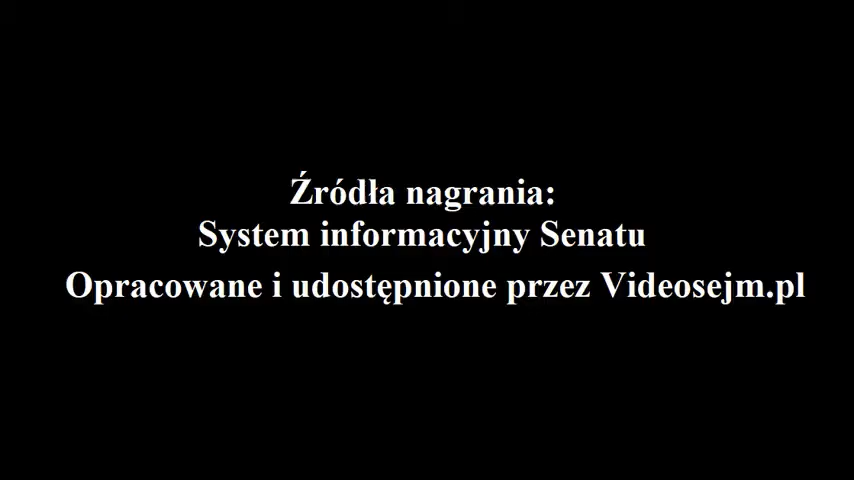 Źródła nagrania:
System informacyjny Senatu
Opracowane i udostępnione przez Videosejm.pl